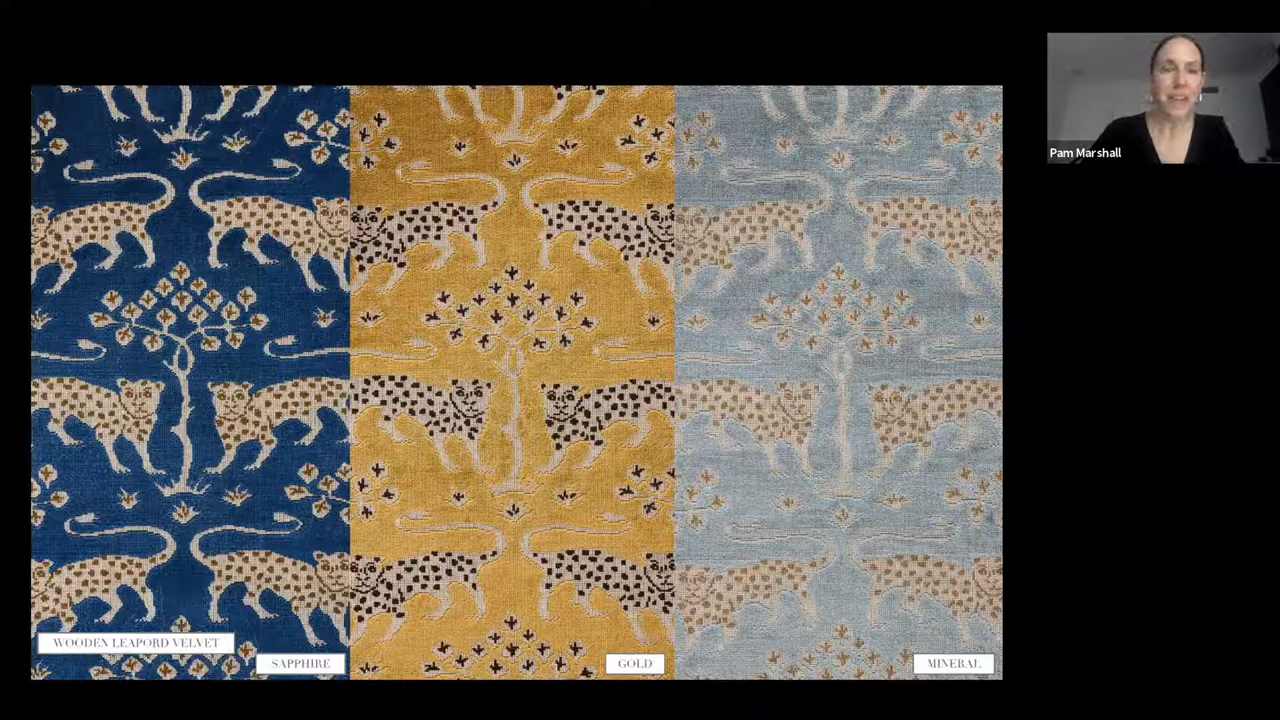 Pam Marshall
WOODEN LEAPORD VELVET
SAPPHIRE
GOLD
MINERAL